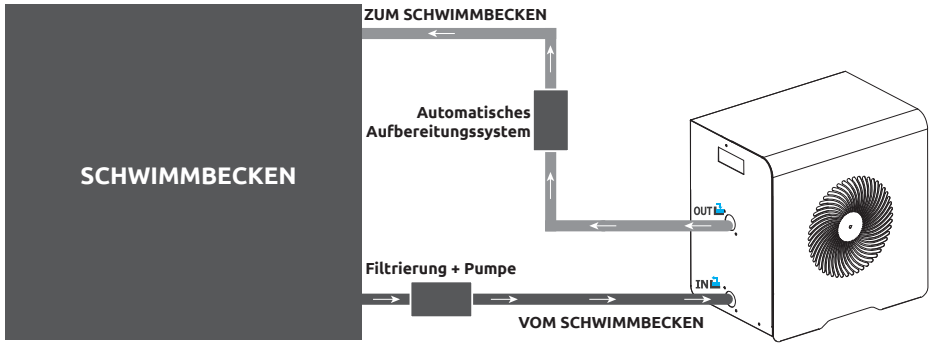 ZUM SCHWIMMBECKEN
Automatisches
Aufbereitungssystem
SCHWIMMBECKEN
OUT
Filtrierung + Pumpe
IN
VOM SCHWIMMBECKEN